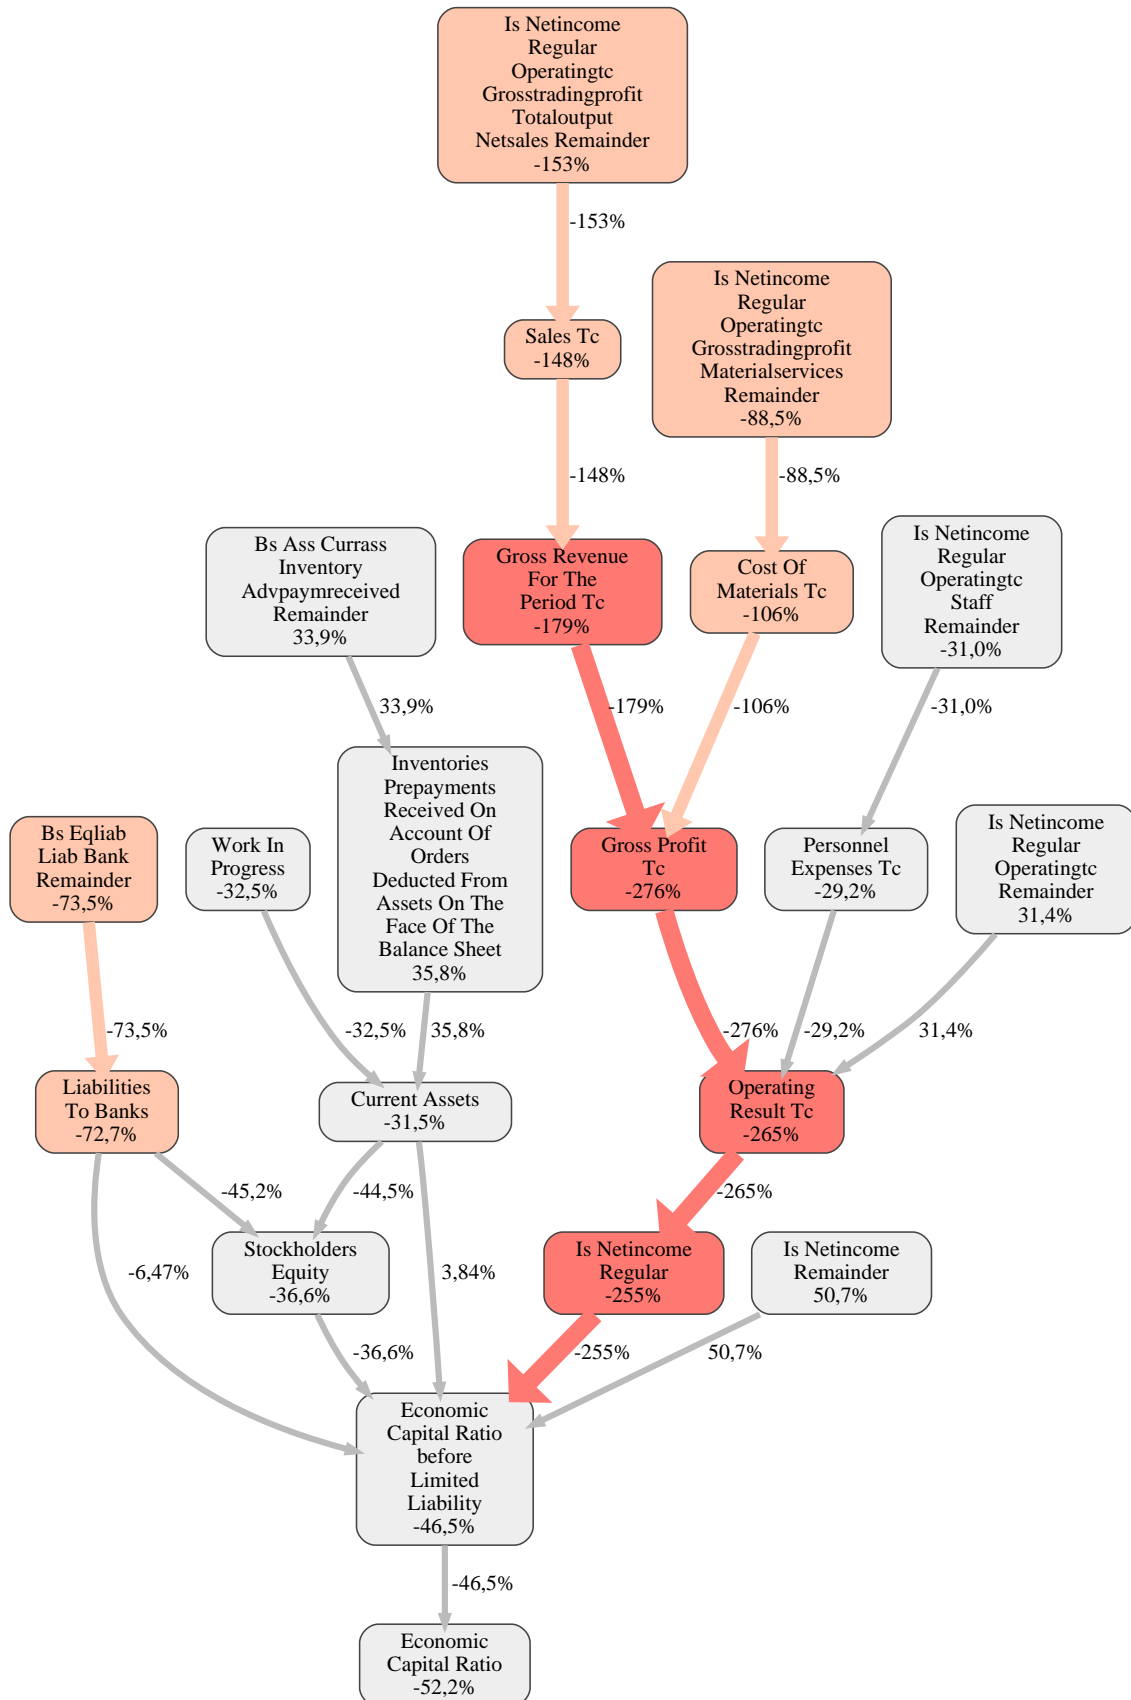 Is Netincome
Regular
Operatingtc
Grosstradingprofit
Totaloutput
Netsales Remainder
-153%
-153%
Sales Tc
-148%
Is Netincome
Regular
Operatingtc
Grosstradingprofit
Materialservices
Remainder
-88,5%
-148%
-88,5%
Bs Ass Currass
Inventory
Advpaymreceived
Remainder
33,9%
Gross Revenue
For The
Period Tc
-179%
Cost Of
Materials Tc
-106%
Is Netincome
Regular
Operatingtc
Staff
Remainder
-31,0%
33,9%
-179%
-106%
-31,0%
Bs Eqliab
Liab Bank
Remainder
-73,5%
Work In
Progress
-32,5%
Inventories
Prepayments
Received On
Account Of
Orders
Deducted From
Assets On The
Face Of The
Balance Sheet
35,8%
Gross Profit
Tc
-276%
Personnel
Expenses Tc
-29,2%
Is Netincome
Regular
Operatingtc
Remainder
31,4%
-73,5%
-32,5%
35,8%
-276%
-29,2%
31,4%
Liabilities
To Banks
-72,7%
Current Assets
-31,5%
Operating
Result Tc
-265%
-45,2%
-44,5%
-265%
Stockholders
Equity
-36,6%
Is Netincome
Regular
-255%
Is Netincome
Remainder
50,7%
-6,47%
3,84%
-36,6%
-255%
50,7%
Economic
Capital Ratio
before
Limited
Liability
-46,5%
-46,5%
Economic
Capital Ratio
-52,2%